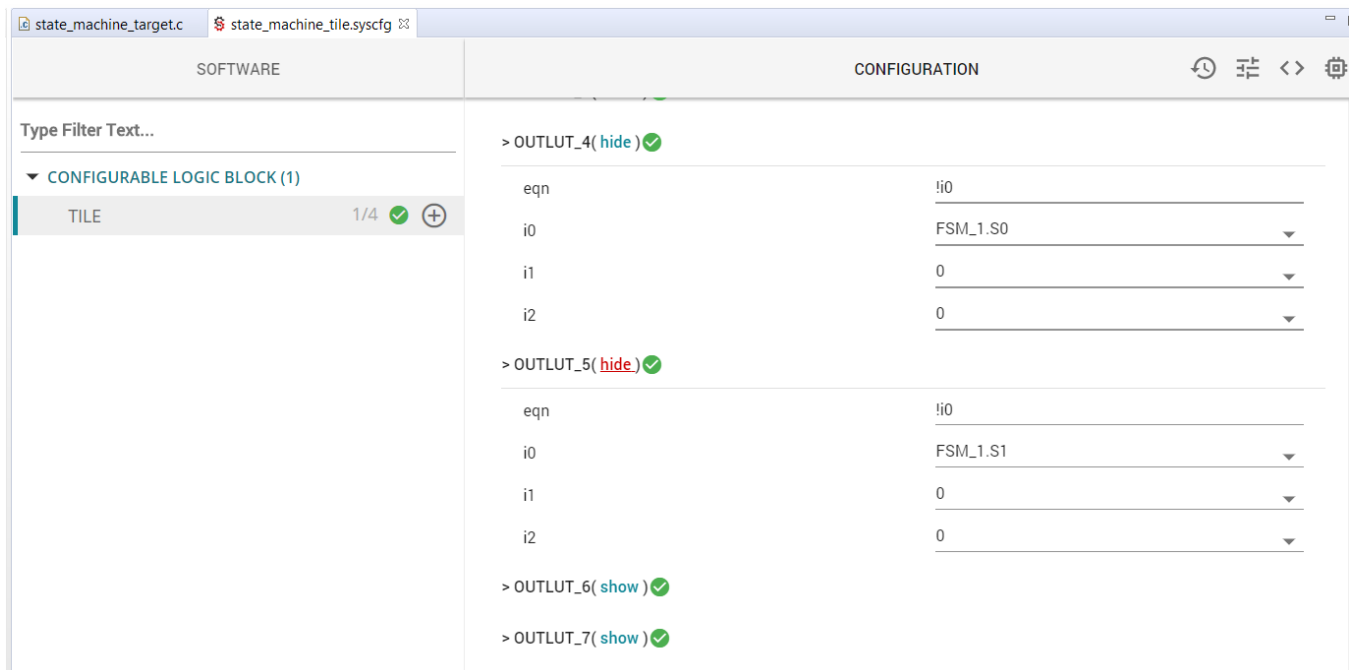 state_machine_target.c state_machine_tile.syscfg
SOFTWARE
CONFIGURATION
Type Filter Text...
CONFIGURABLE LOGIC BLOCK (1)
TILE 1/4
> OUTLUT_4( hide )
eqn !i0
i0 FSM_1.S0
i1 0
i2 0
> OUTLUT_5( hide )
eqn !i0
i0 FSM_1.S1
i1 0
i2 0
> OUTLUT_6( show )
> OUTLUT_7( show )